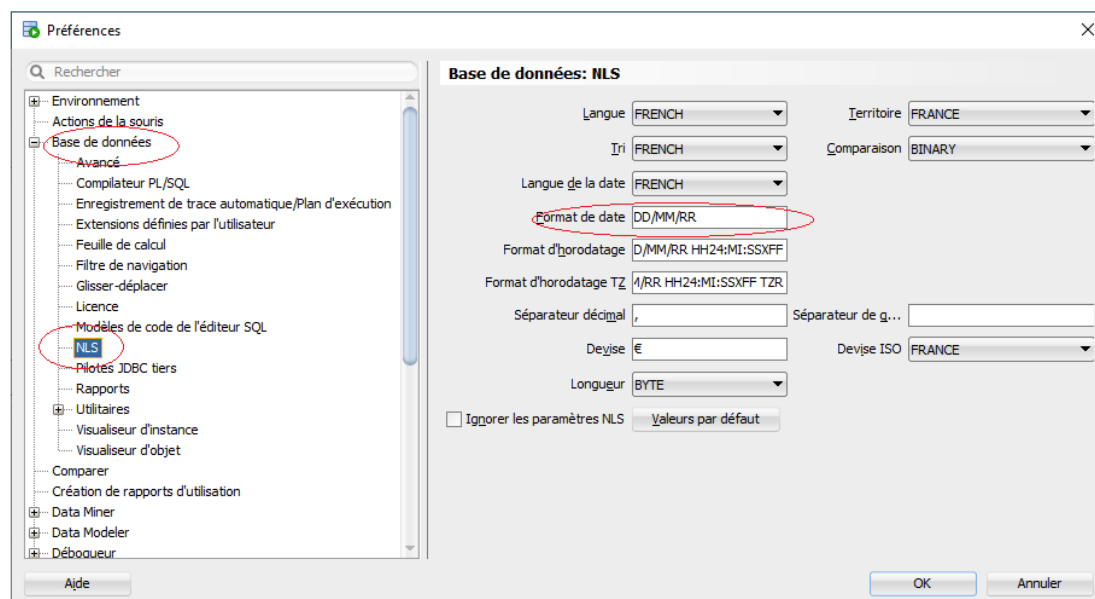 Préférences
Rechercher
Environnement
Actions de la souris
Base de données
Avancé
Compilateur PL/SQL
Enregistrement de trace automatique/Plan d'exécution
Extensions définies par l'utilisateur
Feuille de calcul
Filtre de navigation
Glisser-déplacer
Licence
Modèles de code de l'éditeur SQL
NLS
Pilotes JDBC tiers
Rapports
Utilitaires
Visualiseur d'instance
Visualiseur d'objet
Comparer
Création de rapports d'utilisation
Data Miner
Data Modeler
Débogueur
Base de données: NLS
Langue FRENCH Territoire FRANCE
Tri FRENCH Comparaison BINARY
Langue de la date FRENCH
Format de date DD/MM/RR
Format d'horodatage D/MM/RR HH24:MI:SSXFF
Format d'horodatage TZ M/RR HH24:MI:SSXFF TZR
Séparateur décimal , Séparateur de g...
Devise € Devise ISO FRANCE
Longueur BYTE
Ignorer les paramètres NLS Valeurs par défaut
Aide OK Annuler